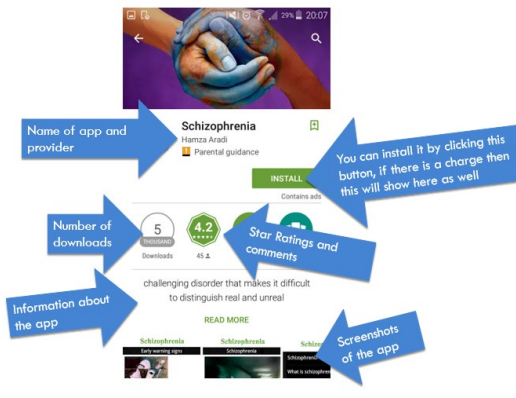 29% 20:07
Schizophrenia
Hamza Aradi
Parental guidance
Name of app and
provider
INSTALL
Contains ads
You can install it by clicking this
button, if there is a charge then
this will show here as well
Number of
downloads
5
THOUSAND
Downloads
4.2
45
Star Ratings and
comments
Information about
the app
challenging disorder that makes it difficult
to distinguish real and unreal
READ MORE
Screenshots
of the app
Schizophrenia
Early warning signs
Schizophrenia
Schizophrenia
Schizo
Schizophrenia
What is schizophren